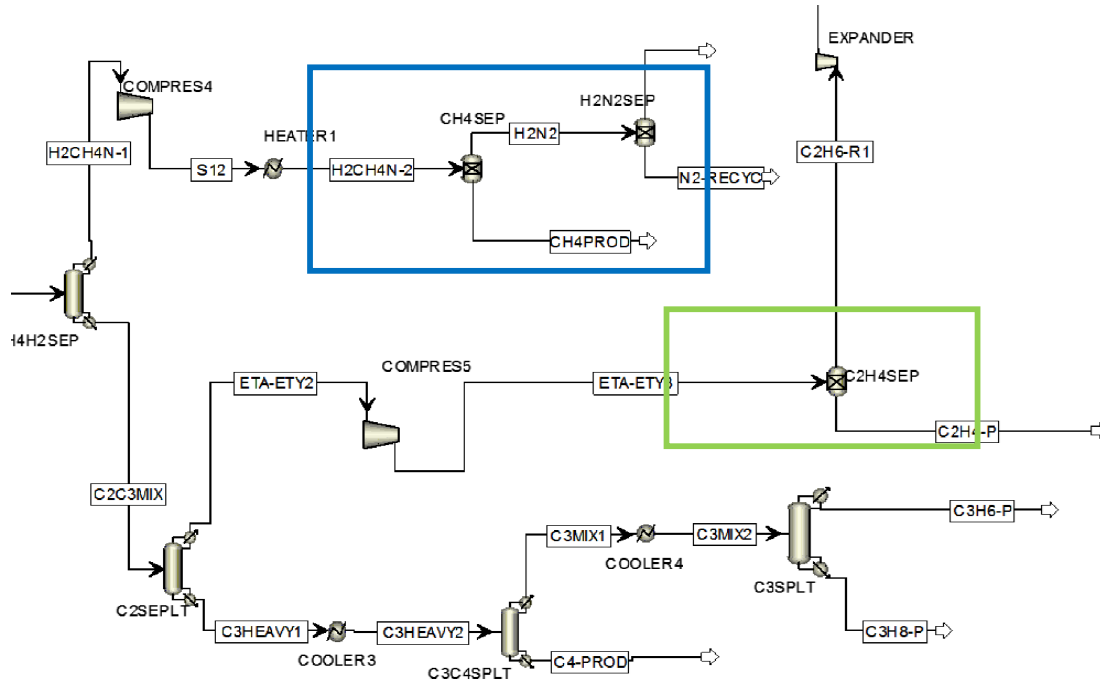 EXPANDER
COMPRES4
H2N2SEP
CH4SEP
HEATER1
H2N2
H2CH4N-1
C2H6-R1
S12
H2CH4N-2
N2-RECYC
CH4PROD
H4H2SEP
COMPRES5
C2H4SEP
ETA-ETY2
ETA-ETY3
C2H4-P
C2C3MIX
C3H6-P
C3MIX1
C3MIX2
COOLER4
C3SPLT
C2SEPLT
C3HEAVY1
C3HEAVY2
C3H8-P
COOLER3
C4-PROD
C3C4SPLT